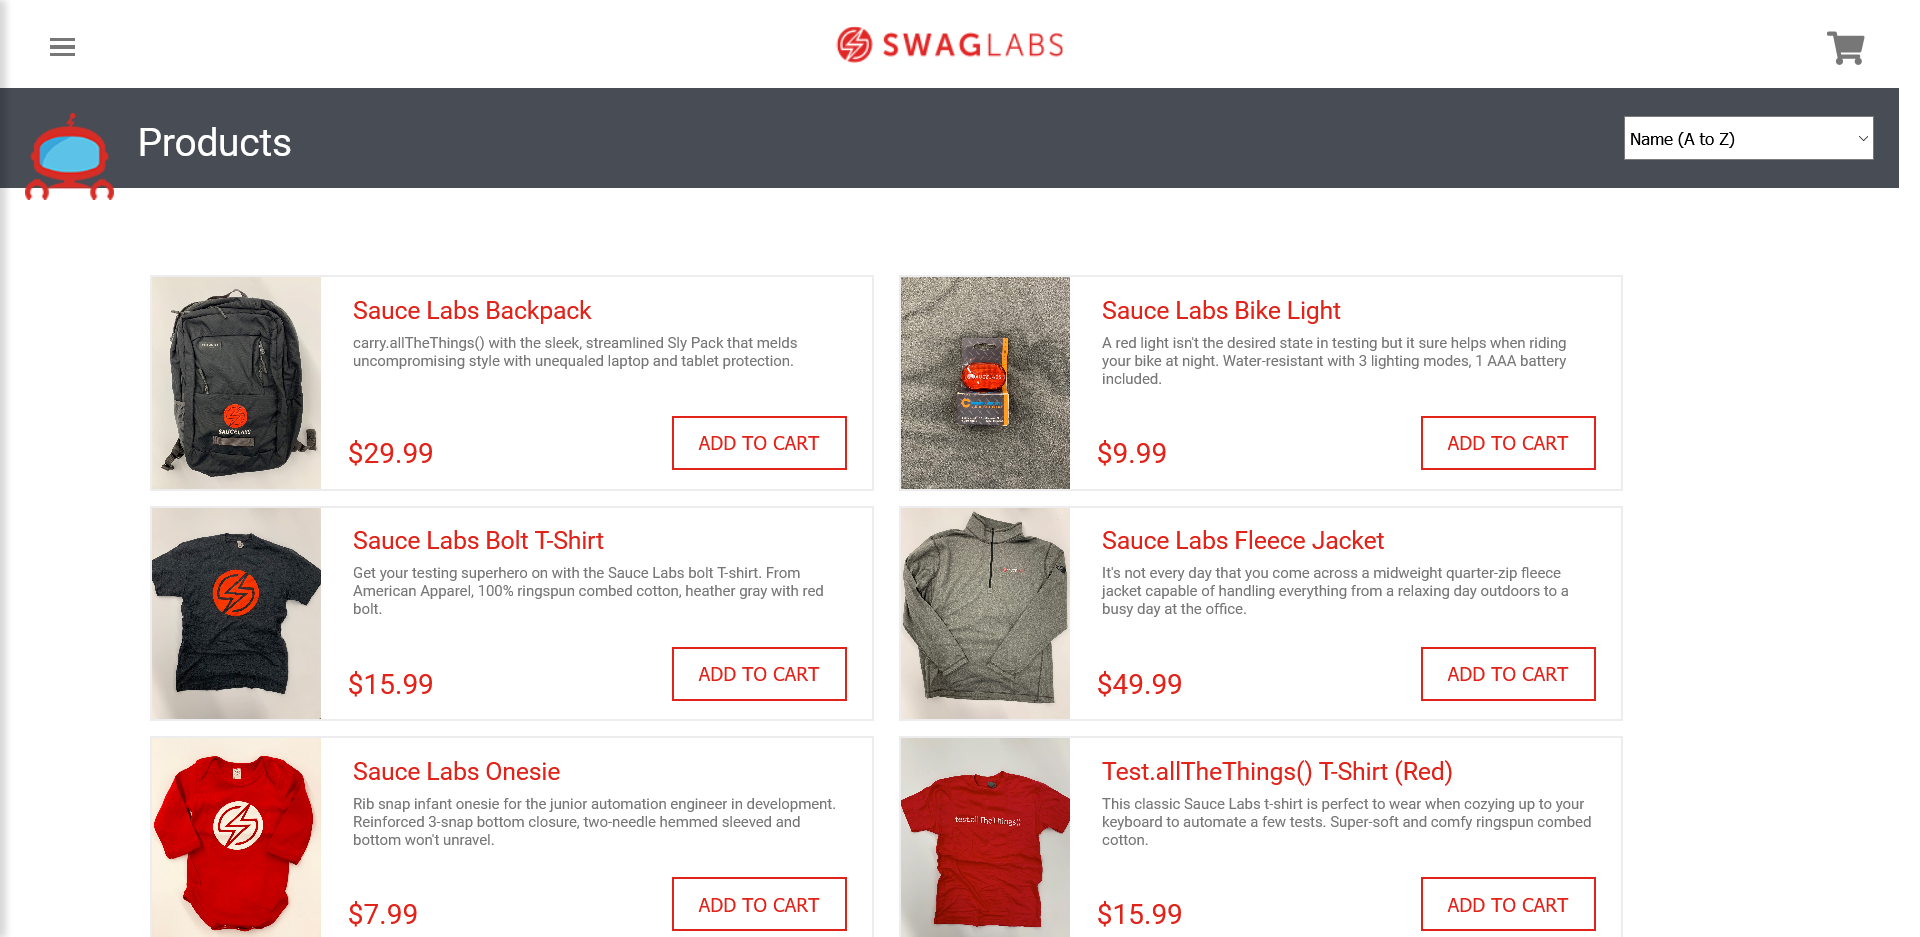 SWAGLABS
Products
Name (A to Z)
Sauce Labs Backpack
carry.allTheThings() with the sleek, streamlined Sly Pack that melds
uncompromising style with unequaled laptop and tablet protection.
$29.99
ADD TO CART
SAUCELABS
Sauce Labs Bike Light
A red light isn't the desired state in testing but it sure helps when riding
your bike at night. Water-resistant with 3 lighting modes, 1 AAA battery
included.
$9.99
ADD TO CART
SAUCELABS
Sauce Labs Bolt T-Shirt
Get your testing superhero on with the Sauce Labs bolt T-shirt. From
American Apparel, 100% ringspun combed cotton, heather gray with red
bolt.
$15.99
ADD TO CART
Sauce Labs Fleece Jacket
It's not every day that you come across a midweight quarter-zip fleece
jacket capable of handling everything from a relaxing day outdoors to a
busy day at the office.
$49.99
ADD TO CART
Sauce Labs Onesie
Rib snap infant onesie for the junior automation engineer in development.
Reinforced 3-snap bottom closure, two-needle hemmed sleeved and
bottom won't unravel.
$7.99
ADD TO CART
Test.allTheThings() T-Shirt (Red)
This classic Sauce Labs t-shirt is perfect to wear when cozying up to your
keyboard to automate a few tests. Super-soft and comfy ringspun combed
cotton.
$15.99
ADD TO CART
test.allTheThings()